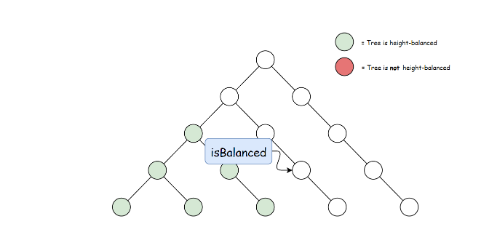 = Tree is height-balanced
= Tree is not height-balanced
isBalanced